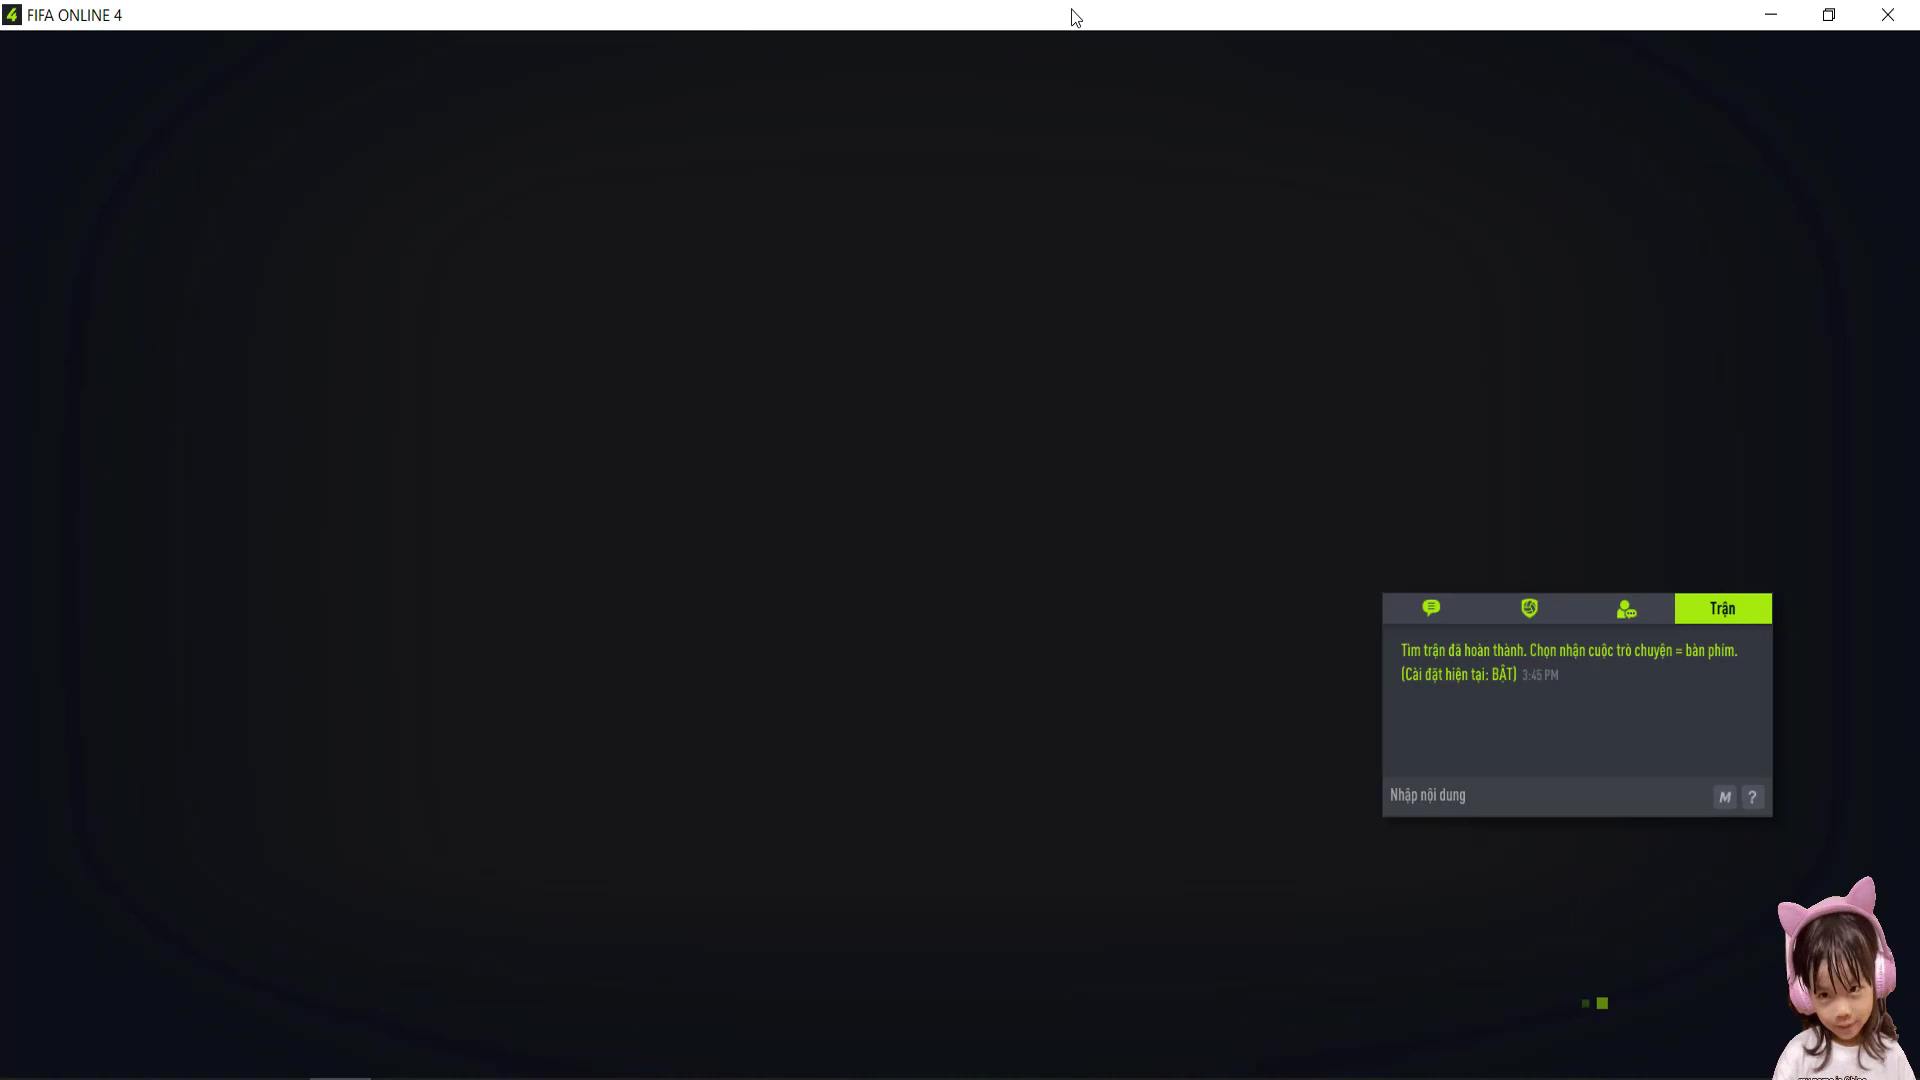 4 FIFA ONLINE 4
Trận
Tìm trận đã hoàn thành. Chọn nhận cuộc trò chuyện = bàn phím.
(Cài đặt hiện tại: BẬT) 3:45 PM
Nhập nội dung
M ?